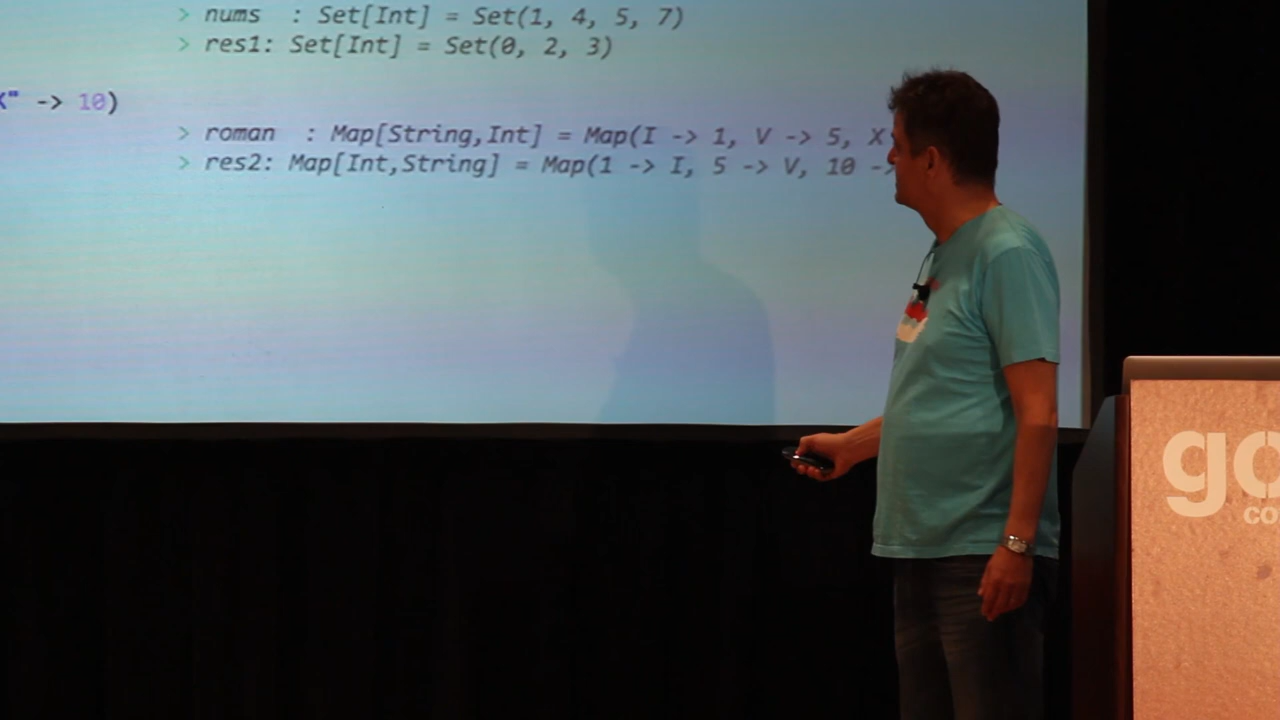 > nums  : Set[Int] = Set(1, 4, 5, 7)
> res1: Set[Int] = Set(0, 2, 3)
X" -> 10)
> roman  : Map[String,Int] = Map(I -> 1, V -> 5, X
> res2: Map[Int,String] = Map(1 -> I, 5 -> V, 10 ->
go
co